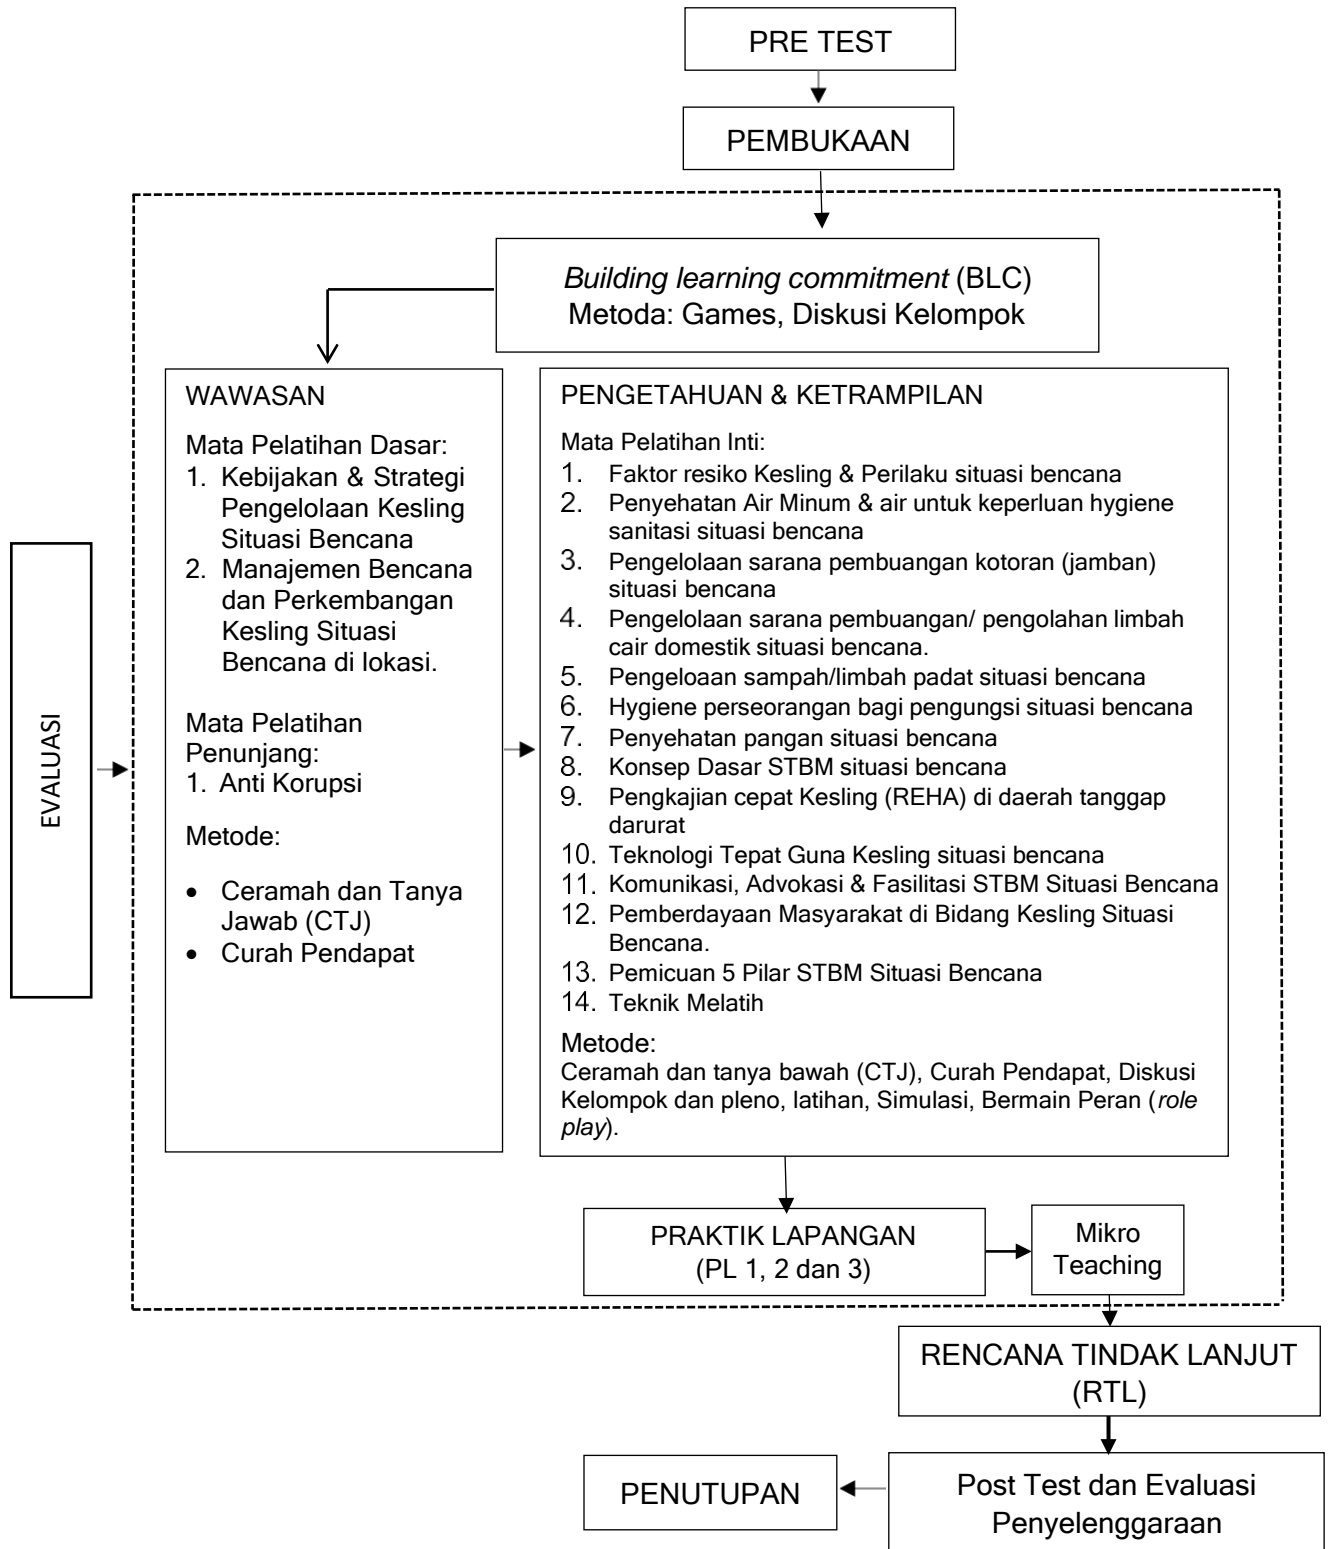 PRE TEST
PEMBUKAAN
Building learning commitment (BLC)
Metoda: Games, Diskusi Kelompok
EVALUASI
WAWASAN
Mata Pelatihan Dasar:
1. Kebijakan & Strategi
Pengelolaan Kesling
Situasi Bencana
2. Manajemen Bencana
dan Perkembangan
Kesling Situasi
Bencana di lokasi.
Mata Pelatihan
Penunjang:
1. Anti Korupsi
Metode:
• Ceramah dan Tanya
Jawab (CTJ)
• Curah Pendapat
PENGETAHUAN & KETRAMPILAN
Mata Pelatihan Inti:
1. Faktor resiko Kesling & Perilaku situasi bencana
2. Penyehatan Air Minum & air untuk keperluan hygiene
sanitasi situasi bencana
3. Pengelolaan sarana pembuangan kotoran (jamban)
situasi bencana
4. Pengelolaan sarana pembuangan/ pengolahan limbah
cair domestik situasi bencana.
5. Pengeloaan sampah/limbah padat situasi bencana
6. Hygiene perseorangan bagi pengungsi situasi bencana
7. Penyehatan pangan situasi bencana
8. Konsep Dasar STBM situasi bencana
9. Pengkajian cepat Kesling (REHA) di daerah tanggap
darurat
10. Teknologi Tepat Guna Kesling situasi bencana
11. Komunikasi, Advokasi & Fasilitasi STBM Situasi Bencana
12. Pemberdayaan Masyarakat di Bidang Kesling Situasi
Bencana.
13. Pemicuan 5 Pilar STBM Situasi Bencana
14. Teknik Melatih
Metode:
Ceramah dan tanya bawah (CTJ), Curah Pendapat, Diskusi
Kelompok dan pleno, latihan, Simulasi, Bermain Peran (role
play).
PRAKTIK LAPANGAN
(PL 1, 2 dan 3)
Mikro
Teaching
RENCANA TINDAK LANJUT
(RTL)
Post Test dan Evaluasi
Penyelenggaraan
PENUTUPAN